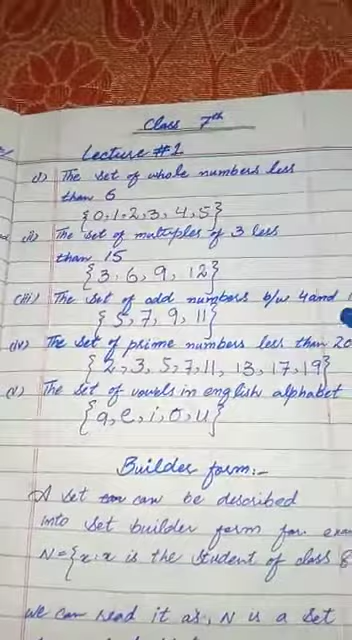 Class 7th
Lecture #1
i) The set of whole numbers less
than 6
{0,1,2,3,4,5}
ii) The set of multiples of 3 less
than 15
{3,6,9,12}
(iii) The set of odd numbers b/w 4 and
{5,7,9,11}
(iv) The set of prime numbers less than 20
{2,3,5,7,11,13,17,19}
(v) The set of vowels in english alphabet
{a,e,i,o,u}
Builder form:-
A set can be described
into set builder form for exa
N={x:x is the student of class 8
we can read it as, N is a set